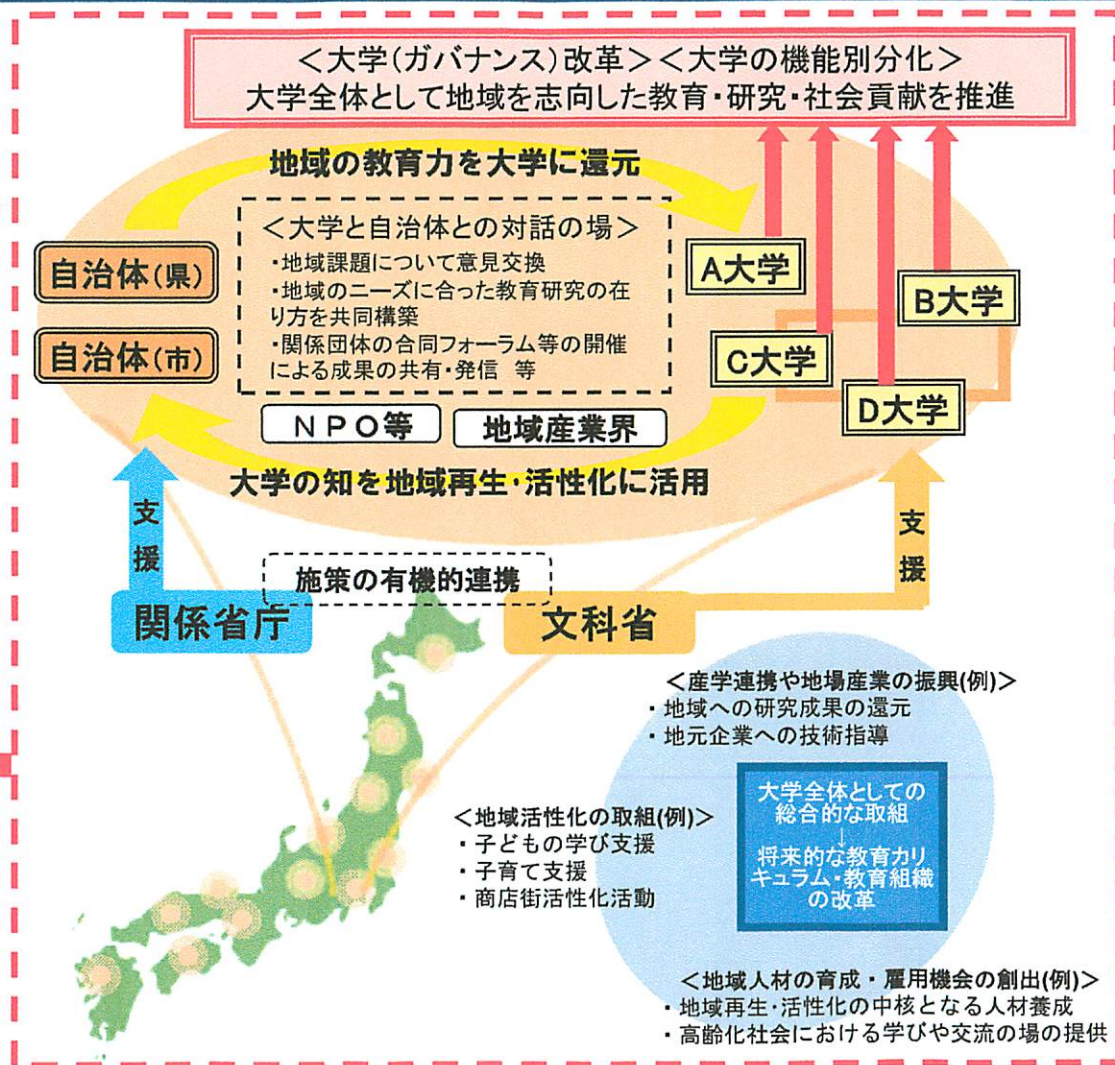 ＜大学(ガバナンス)改革＞＜大学の機能別分化＞
大学全体として地域を志向した教育・研究・社会貢献を推進
地域の教育力を大学に還元
＜大学と自治体との対話の場＞
・地域課題について意見交換
・地域のニーズに合った教育研究の在
り方を共同構築
・関係団体の合同フォーラム等の開催
による成果の共有・発信 等
自治体(県)
自治体(市)
A大学
B大学
C大学
D大学
ＮＰＯ等
地域産業界
大学の知を地域再生・活性化に活用
支
援
支
援
施策の有機的連携
関係省庁
文科省
＜産学連携や地場産業の振興(例)＞
・地域への研究成果の還元
・地元企業への技術指導
大学全体としての
総合的な取組
↓
将来的な教育カリ
キュラム・教育組織
の改革
＜地域活性化の取組(例)＞
・子どもの学び支援
・子育て支援
・商店街活性化活動
＜地域人材の育成・雇用機会の創出(例)＞
・地域再生・活性化の中核となる人材養成
・高齢化社会における学びや交流の場の提供